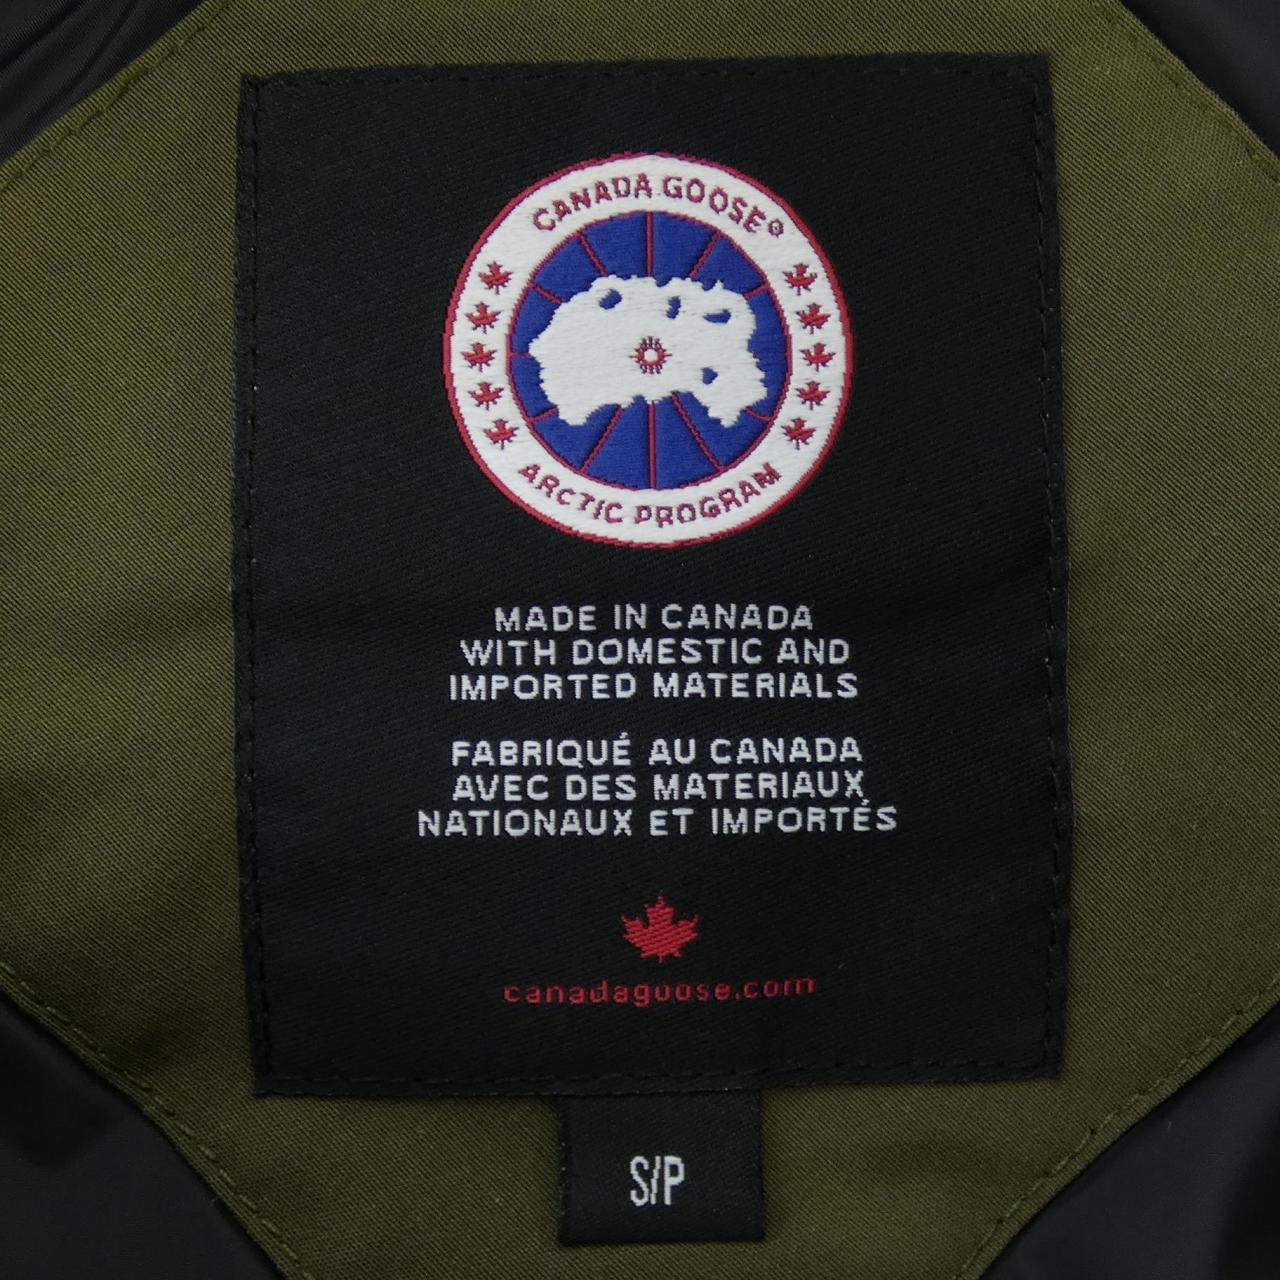 CANADA GOOSE®
ARCTIC PROGRAM
MADE IN CANADA
WITH DOMESTIC AND
IMPORTED MATERIALS
FABRIQUÉ AU CANADA
AVEC DES MATERIAUX
NATIONAUX ET IMPORTÉS
canadagoose.com
S/P